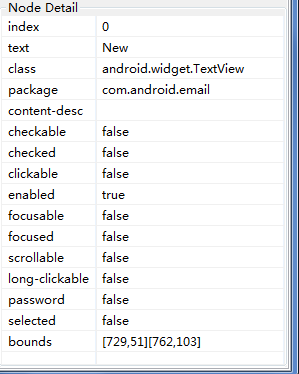 Node Detail
index 0
text New
class android.widget.TextView
package com.android.email
content-desc
checkable false
checked false
clickable false
enabled true
focusable false
focused false
scrollable false
long-clickable false
password false
selected false
bounds [729,51][762,103]